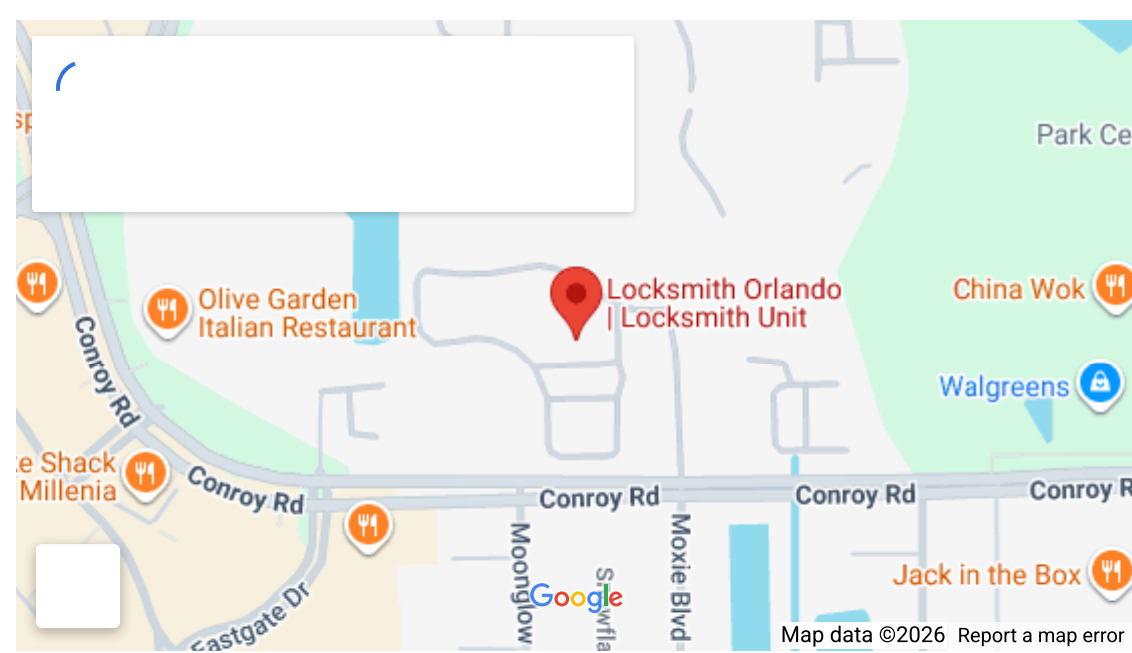 Park Ce
Locksmith Orlando
| Locksmith Unit
China Wok
Olive Garden
Italian Restaurant
Conroy Rd
Walgreens
ke Shack
Millenia
Conroy Rd
Conroy Rd
Conroy Rd
Conroy R
Moonglow
Moxie Blvd
Jack in the Box
Google
Eastgate Dr
Map data ©2026 Report a map error